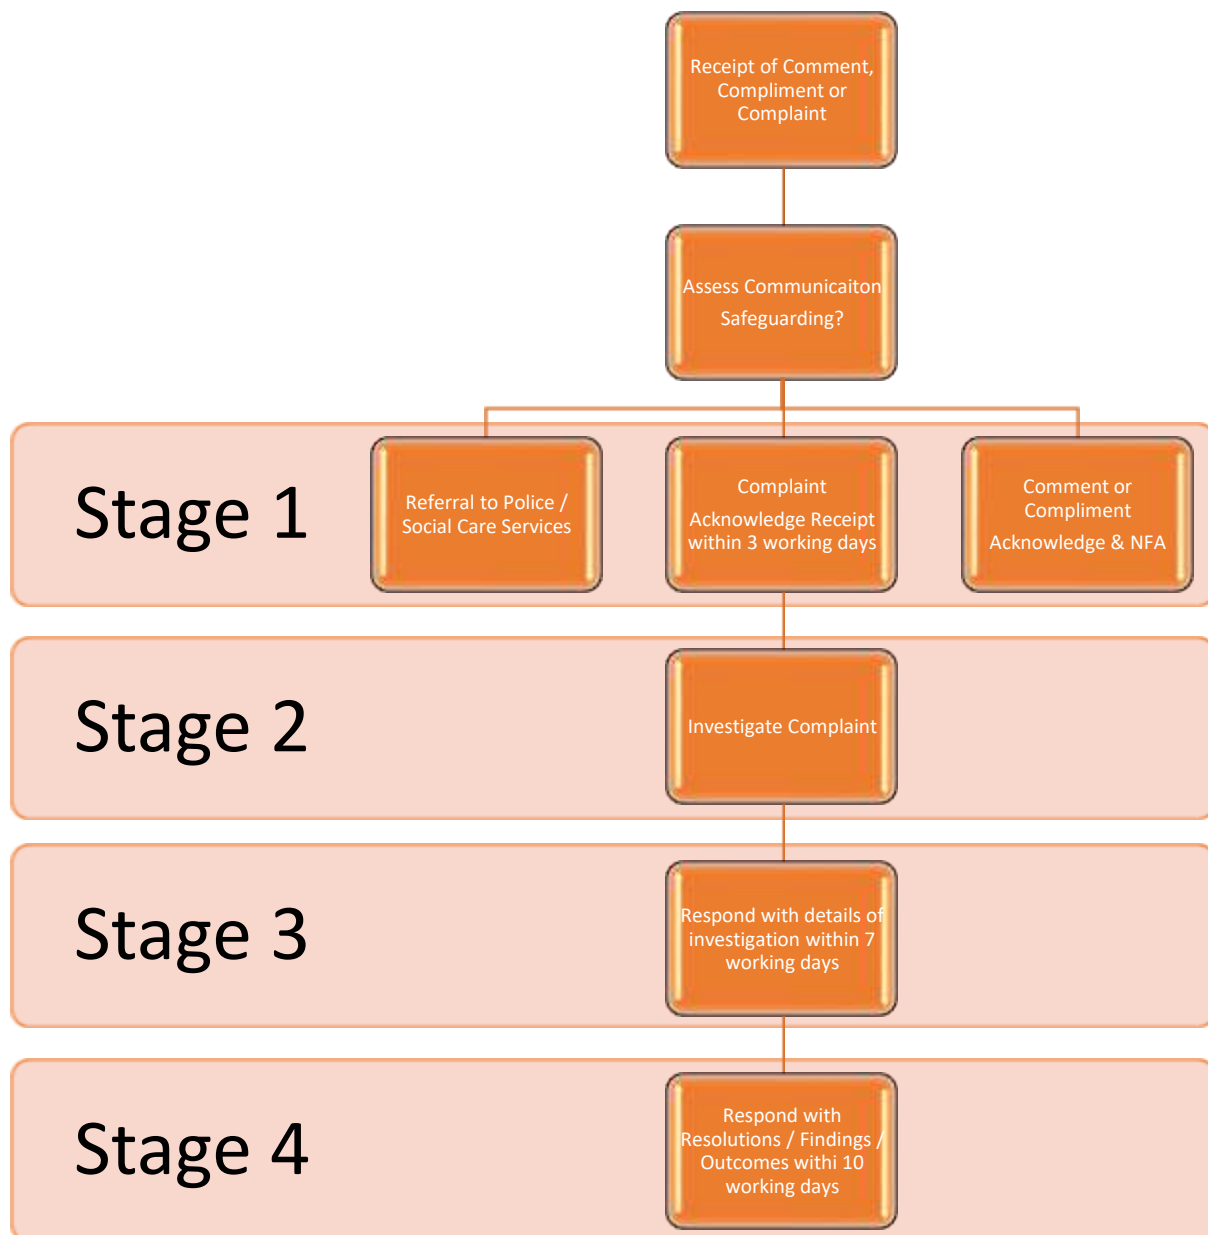 Receipt of Comment,
Compliment or
Complaint
Assess Communicaiton
Safeguarding?
Stage 1
Referral to Police /
Social Care Services
Complaint
Acknowledge Receipt
within 3 working days
Comment or
Compliment
Acknowledge & NFA
Stage 2
Investigate Complaint
Stage 3
Respond with details of
investigation within 7
working days
Stage 4
Respond with
Resolutions / Findings /
Outcomes withi 10
working days